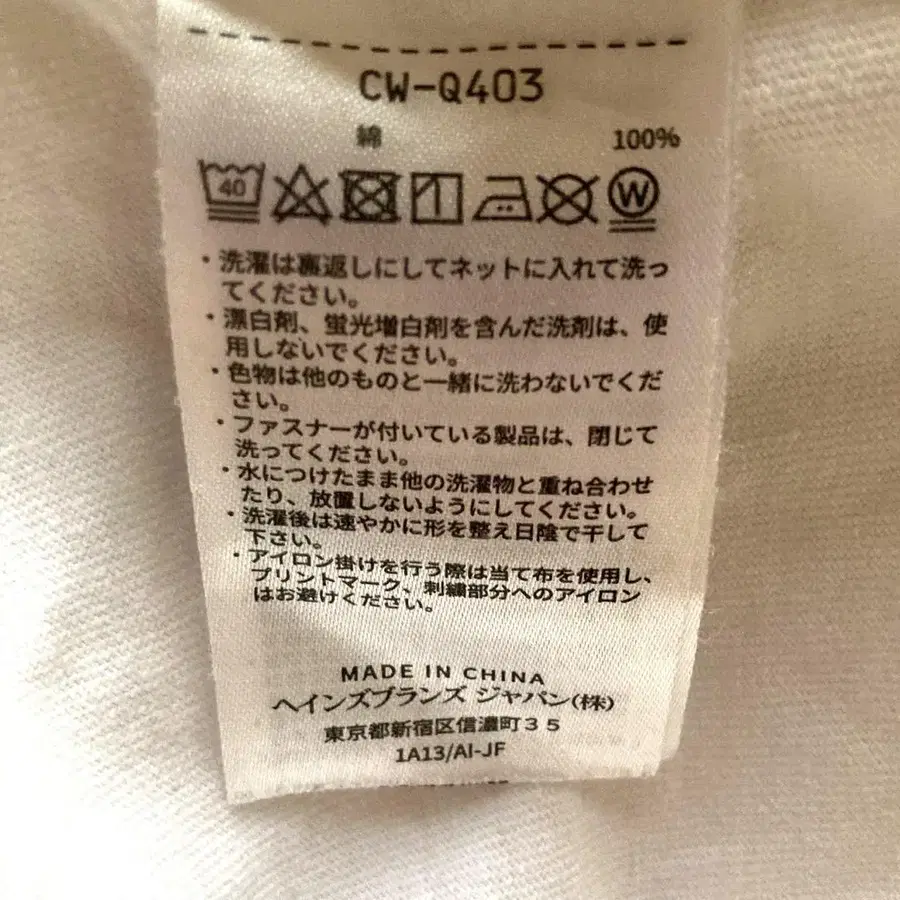 CW-Q403
綿 100%
40
W
・洗濯は裏返しにしてネットに入れて洗っ
てください。
・漂白剤、蛍光増白剤を含んだ洗剤は、使
用しないでください。
・色物は他のものと一緒に洗わないでくだ
さい。
・ファスナーが付いている製品は、閉じて
洗ってください。
・水につけたまま他の洗濯物と重ね合わせ
たり、放置しないようにしてください。
・洗濯後は速やかに形を整え日陰で干して
下さい。
・アイロン掛けを行う際は当て布を使用し、
プリントマーク、刺繍部分へのアイロン
はお避けください。
MADE IN CHINA
ヘインズブランズ ジャパン(株)
東京都新宿区信濃町35
1A13/AI-JF